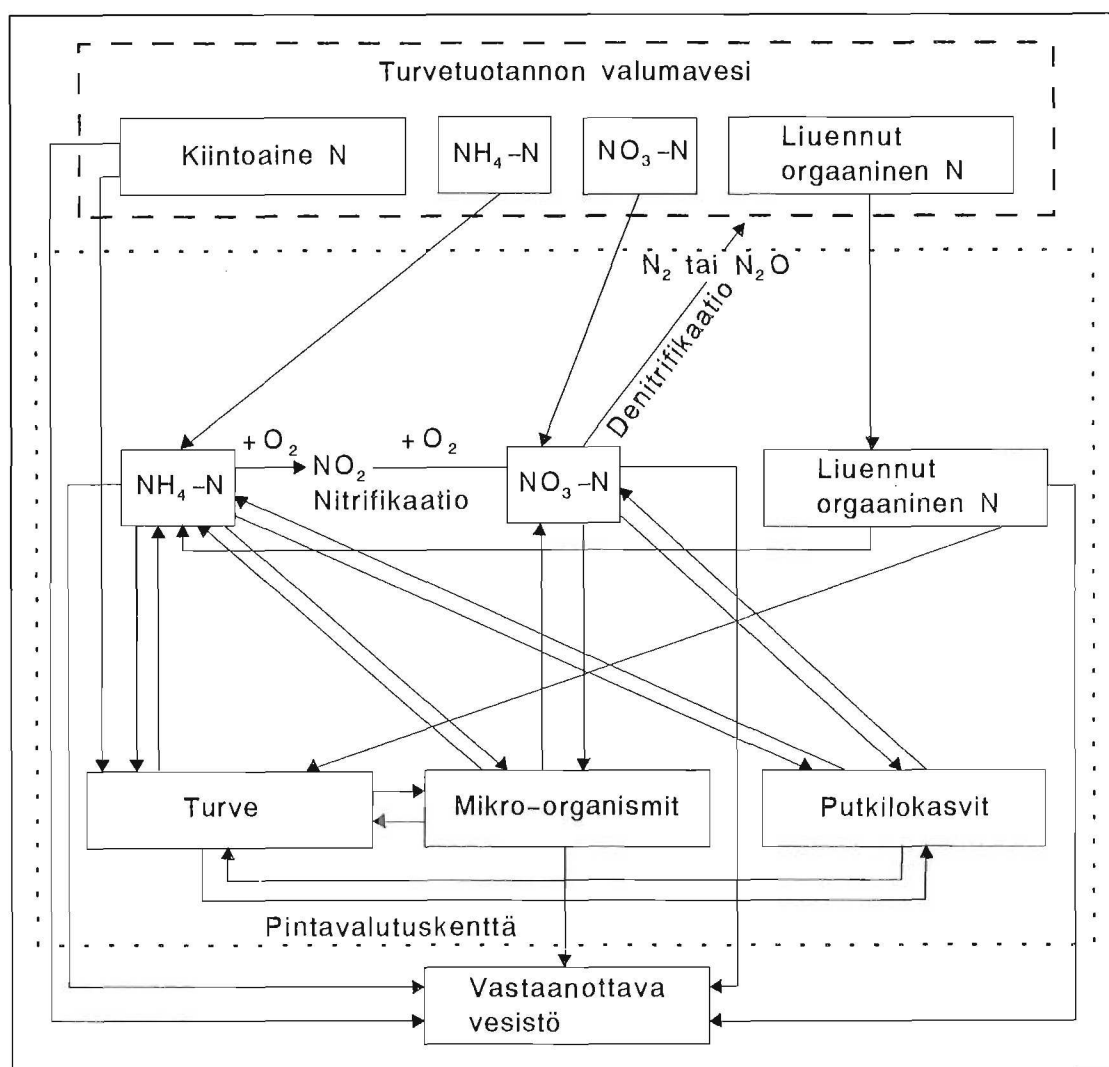 Turvetuotannon valumavesi
Kiintoaine N
NH₄-N
NO₃-N
Liuennut
orgaaninen N
N₂ tai N₂O
Denitrifikaatio
+O₂
+O₂
NH₄-N
NO₂
Nitrifikaatio
NO₃-N
Liuennut
orgaaninen N
Turve
Mikro-organismit
Putkilokasvit
Pintavalutuskenttä
Vastaanottava
vesistö